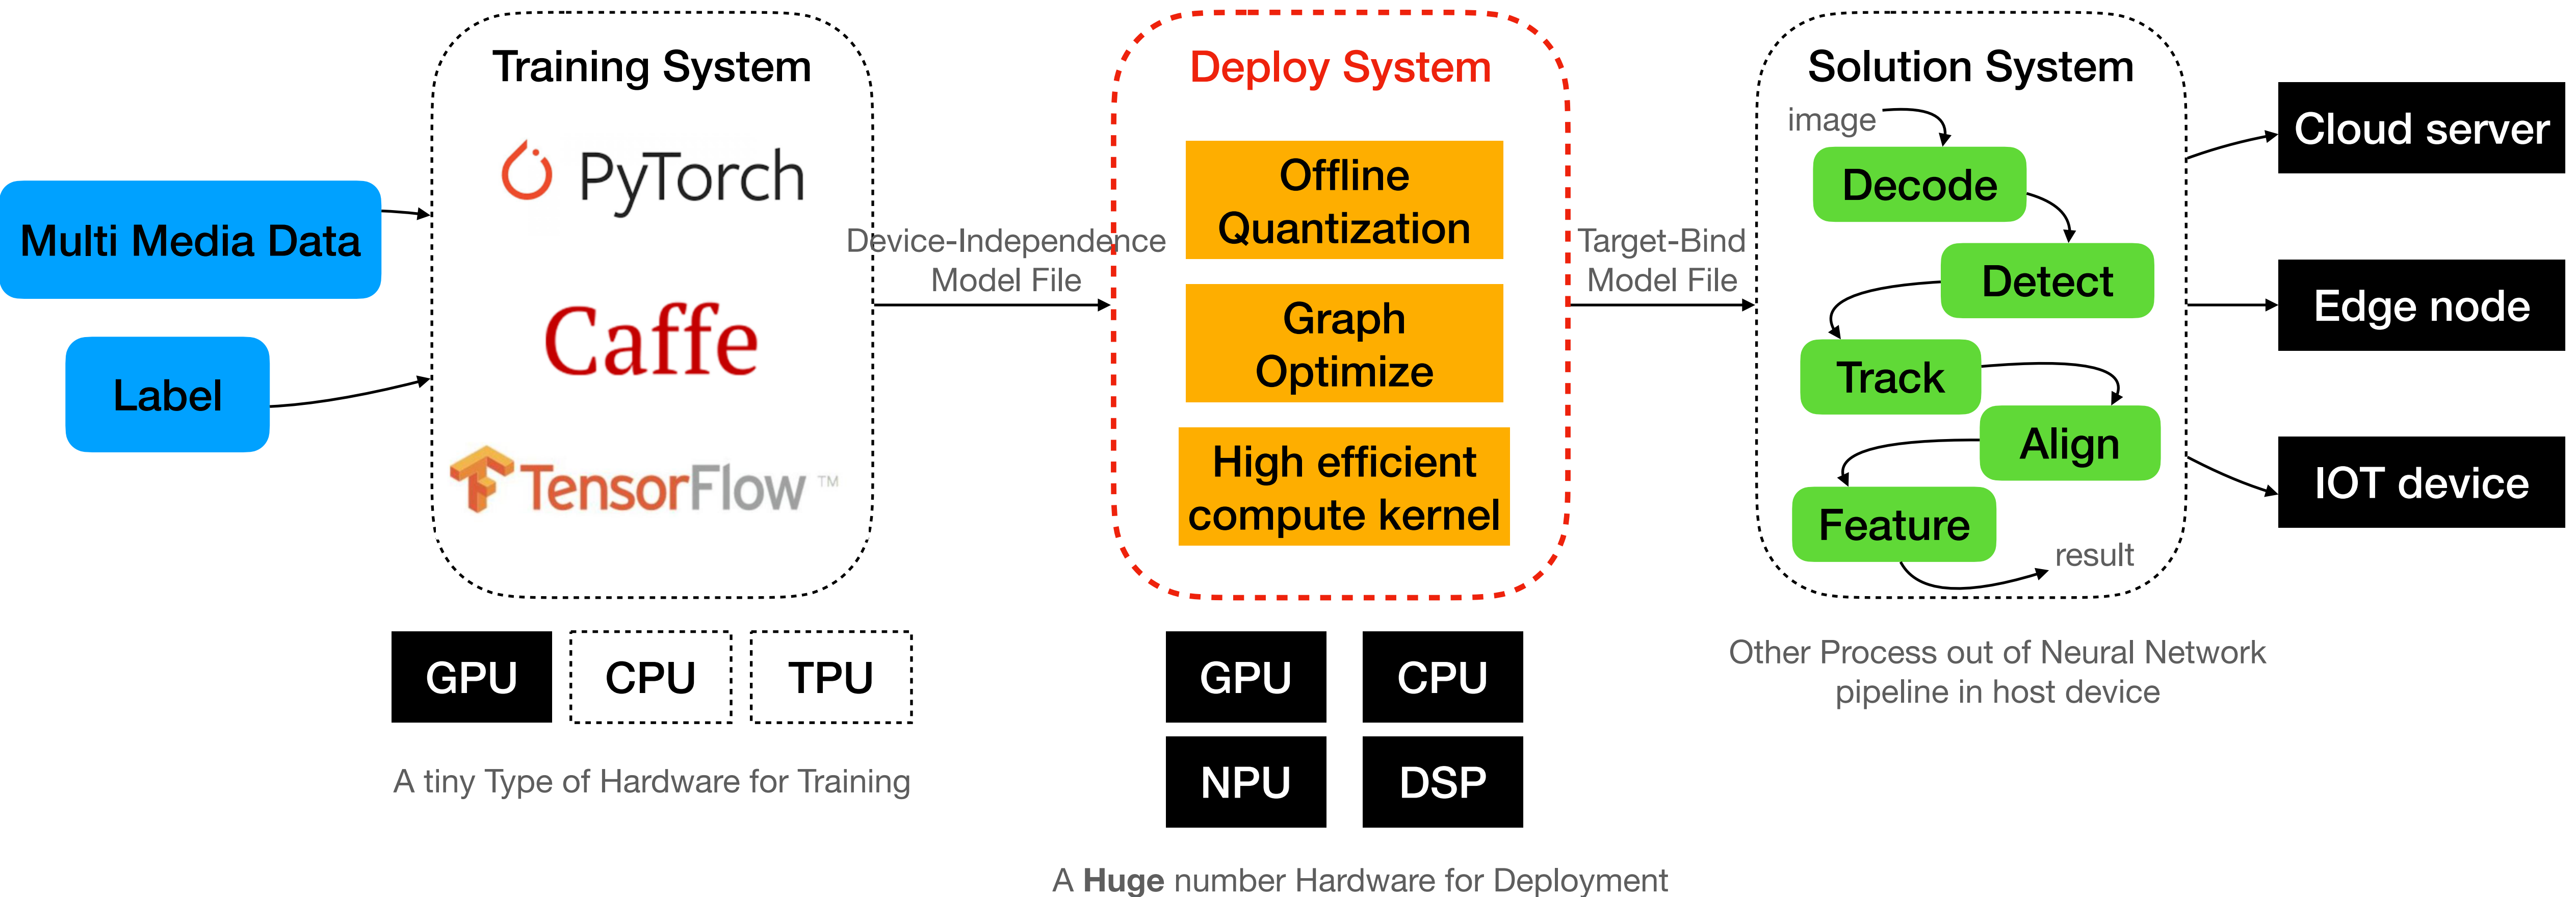 Multi Media Data
Label
Training System
PyTorch
Caffe
TensorFlow ™
GPU
CPU
TPU
A tiny Type of Hardware for Training
Device-Independence
Model File
Deploy System
Offline
Quantization
Graph
Optimize
High efficient
compute kernel
GPU
CPU
NPU
DSP
A Huge number Hardware for Deployment
Target-Bind
Model File
Solution System
image
Decode
Detect
Track
Align
Feature
result
Other Process out of Neural Network
pipeline in host device
Cloud server
Edge node
IOT device